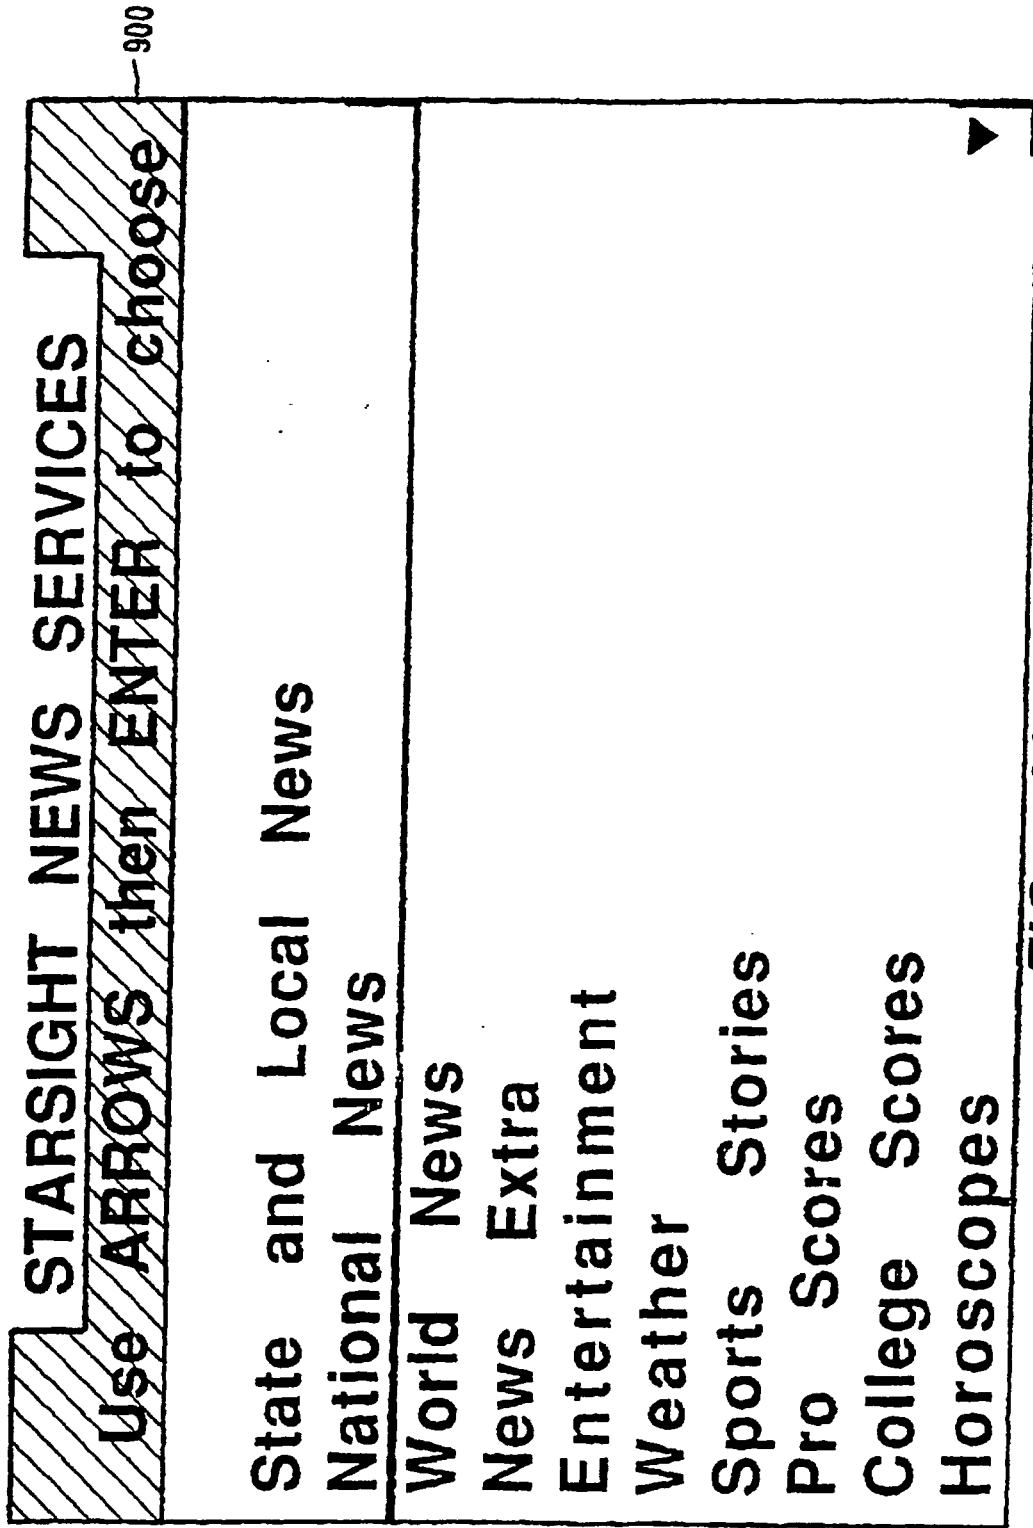 STARSIGHT NEWS SERVICES
Use ARROWS then ENTER to choose
900
State and Local News
National News
World News
News Extra
Entertainment
Weather
Sports Stories
Pro Scores
College Scores
Horoscopes